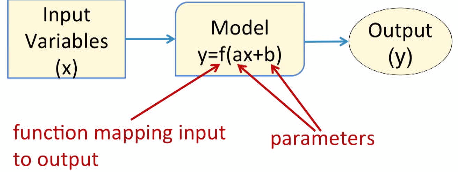 Input
Variables
(x)
Model
y=f(ax+b)
Output
(y)
function mapping input
to output
parameters